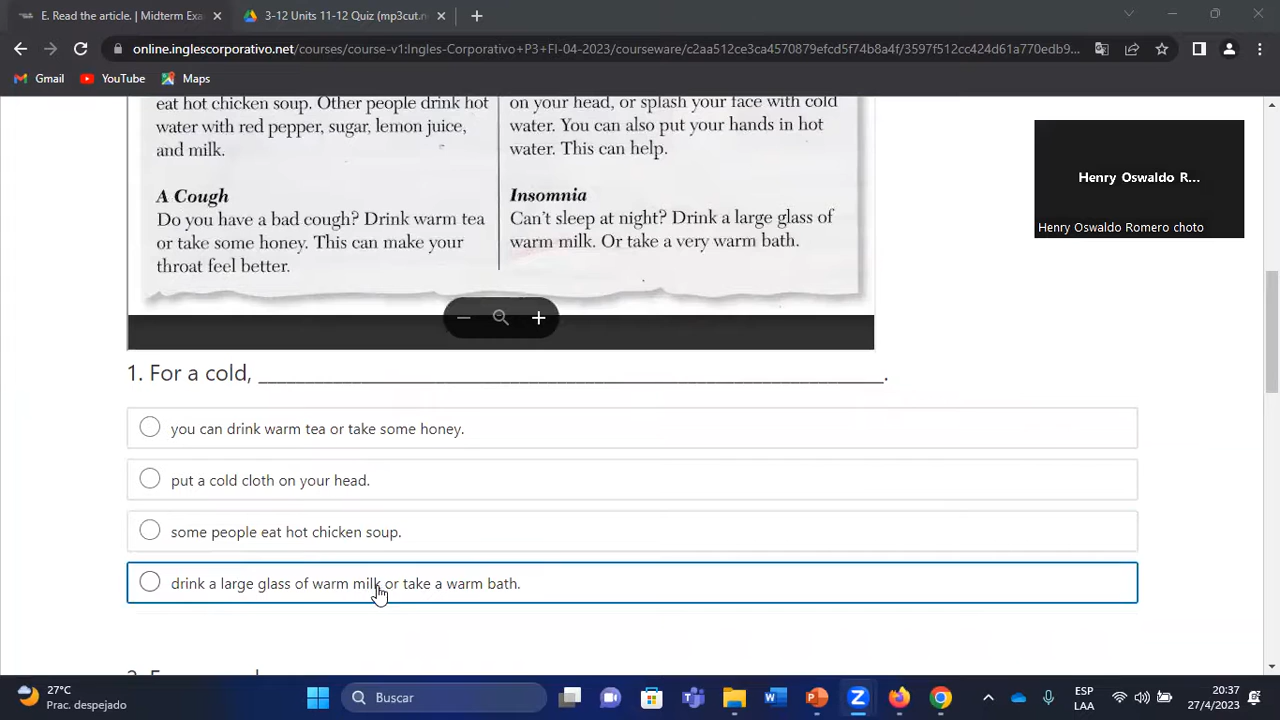 E. Read the article. | Midterm Exa
3-12 Units 11-12 Quiz (mp3cut.n
online.inglescorporativo.net/courses/course-v1:Ingles-Corporativo+P3+FI-04-2023/courseware/c2aa512ce3ca4570879efcd5f74b8a4f/3597f512cc424d61a770edb9...
Gmail YouTube Maps
eat hot chicken soup. Other people drink hot
water with red pepper, sugar, lemon juice,
and milk.
A Cough
Do you have a bad cough? Drink warm tea
or take some honey. This can make your
throat feel better.
on your head, or splash your face with cold
water. You can also put your hands in hot
water. This can help.
Insomnia
Can't sleep at night? Drink a large glass of
warm milk. Or take a very warm bath.
Henry Oswaldo R...
Henry Oswaldo Romero choto
1. For a cold, ______________________________.
you can drink warm tea or take some honey.
put a cold cloth on your head.
some people eat hot chicken soup.
drink a large glass of warm milk or take a warm bath.
27°C
Prac. despejado
Buscar
ESP
LAA
20:37
27/4/2023